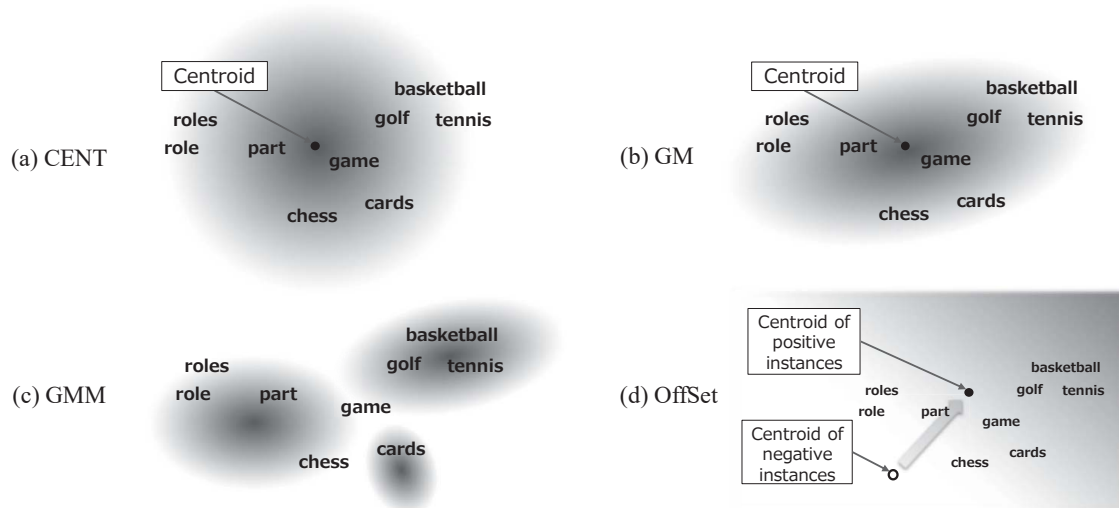 (a) CENT
Centroid
basketball
roles
golf
tennis
role
part
game
cards
chess
(b) GM
Centroid
basketball
roles
golf
tennis
role
part
game
cards
chess
(c) GMM
basketball
roles
golf
tennis
role
part
game
cards
chess
(d) OffSet
Centroid of
positive
instances
basketball
roles
golf
tennis
role
part
game
Centroid of
negative
instances
cards
chess